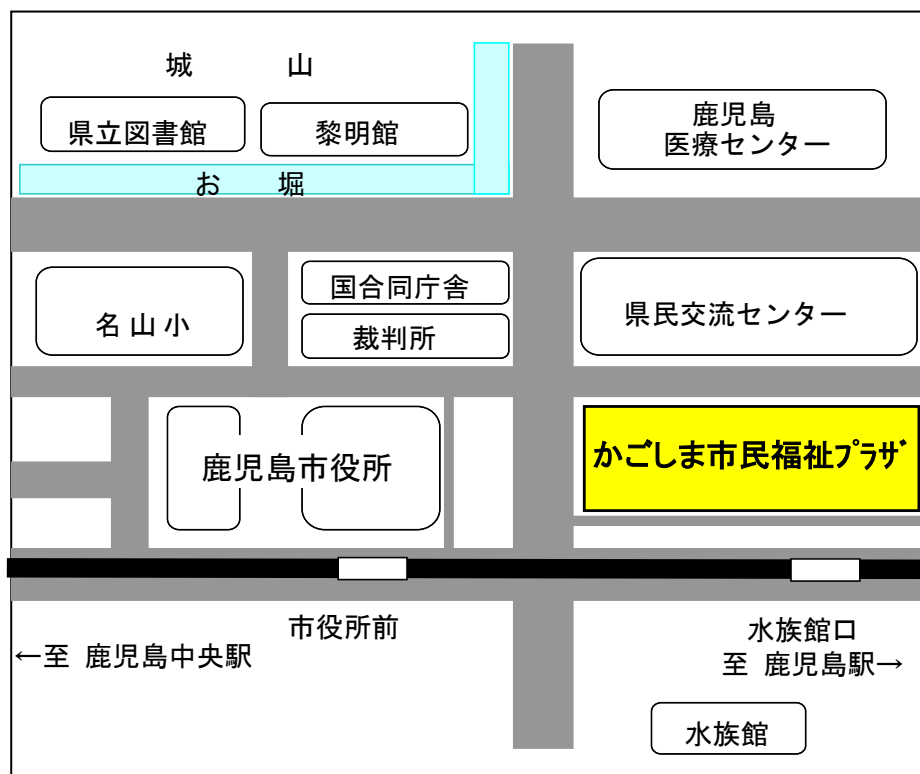 城 山
県立図書館
黎明館
鹿児島
医療センター
お 堀
名 山 小
国合同庁舎
裁判所
県民交流センター
鹿児島市役所
かごしま市民福祉ﾌﾟﾗｻﾞ
市役所前
←至 鹿児島中央駅
水族館口
至 鹿児島駅→
水族館